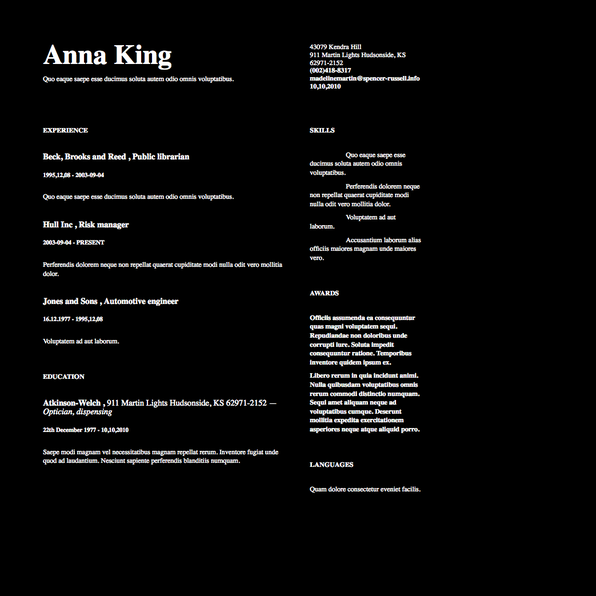 Anna King
Quo eaque saepe esse ducimus soluta autem odio omnis voluptatibus.
43079 Kendra Hill
911 Martin Lights Hudsonside, KS
62971-2152
(002)418-8317
madelinemartin@spencer-russell.info
10,10,2010
EXPERIENCE
Beck, Brooks and Reed , Public librarian
1995,12,08 - 2003-09-04
Quo eaque saepe esse ducimus soluta autem odio omnis voluptatibus.
Hull Inc , Risk manager
2003-09-04 - PRESENT
Perferendis dolorem neque non repellat quaerat cupiditate modi nulla odit vero mollitia
dolor.
Jones and Sons , Automotive engineer
16.12.1977 - 1995,12,08
Voluptatem ad aut laborum.
EDUCATION
Atkinson-Welch , 911 Martin Lights Hudsonside, KS 62971-2152 —
Optician, dispensing
22th December 1977 - 10,10,2010
Saepe modi magnam vel necessitatibus magnam repellat rerum. Inventore fugiat unde
quod ad laudantium. Nesciunt sapiente perferendis blanditiis numquam.
SKILLS
Quo eaque saepe esse
ducimus soluta autem odio omnis
voluptatibus.
Perferendis dolorem neque
non repellat quaerat cupiditate modi
nulla odit vero mollitia dolor.
Voluptatem ad aut
laborum.
Accusantium laborum alias
officiis maiores magnam unde maiores
vero.
AWARDS
Officiis assumenda ea consequuntur
quas magni voluptatem sequi.
Repudiandae non doloribus unde
corrupti iure. Soluta impedit
consequuntur ratione. Temporibus
inventore quidem ipsum ex.
Libero rerum in quia incidunt animi.
Nulla quibusdam voluptatibus omnis
rerum commodi distinctio numquam.
Sequi amet aliquam neque ad
voluptatibus cumque. Deserunt
mollitia expedita exercitationem
asperiores neque atque aliquid porro.
LANGUAGES
Quam dolore consectetur eveniet facilis.